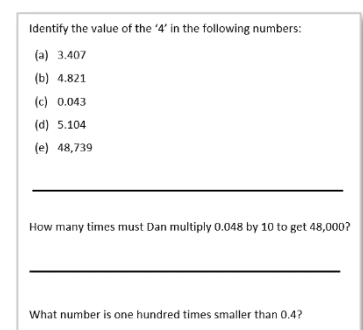 Identify the value of the ‘4’ in the following numbers:
(a) 3.407
(b) 4.821
(c) 0.043
(d) 5.104
(e) 48,739
How many times must Dan multiply 0.048 by 10 to get 48,000?
What number is one hundred times smaller than 0.4?